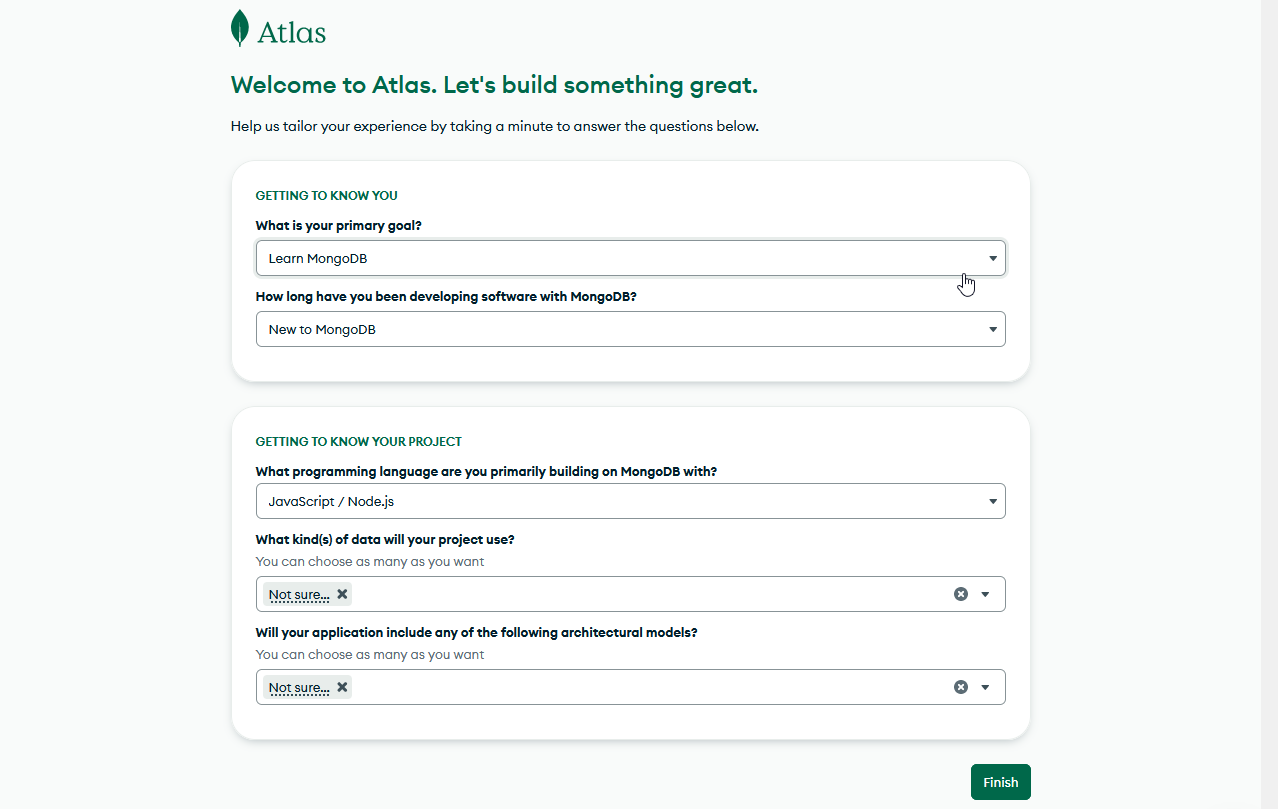 Atlas
Welcome to Atlas. Let's build something great.
Help us tailor your experience by taking a minute to answer the questions below.
GETTING TO KNOW YOU
What is your primary goal?
Learn MongoDB
How long have you been developing software with MongoDB?
New to MongoDB
GETTING TO KNOW YOUR PROJECT
What programming language are you primarily building on MongoDB with?
JavaScript / Node.js
What kind(s) of data will your project use?
You can choose as many as you want
Not sure...
Will your application include any of the following architectural models?
You can choose as many as you want
Not sure...
Finish